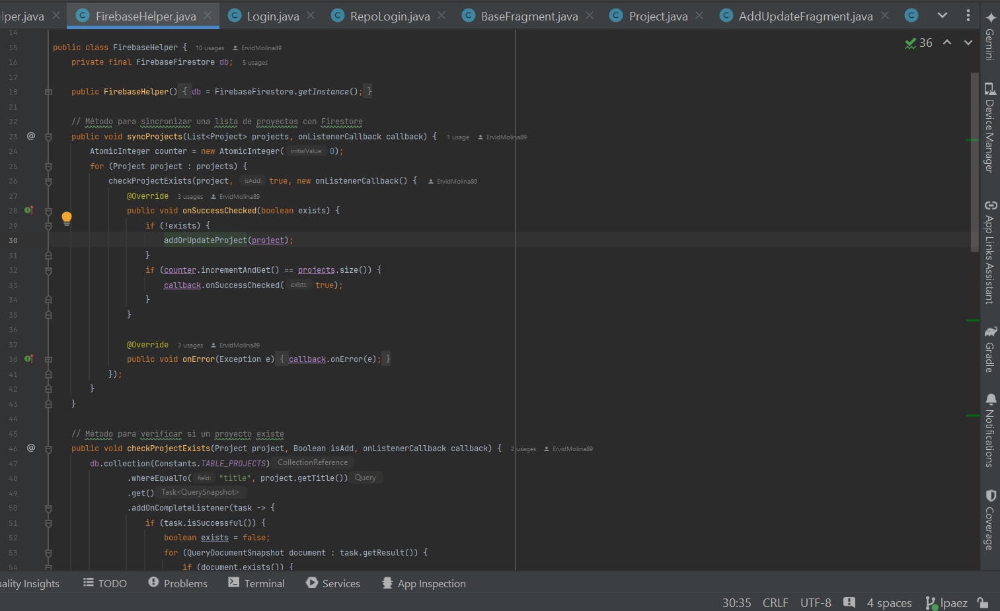 lper.java FirebaseHelper.java Login.java RepoLogin.java BaseFragment.java Project.java AddUpdateFragment.java
14
15 public class FirebaseHelper { 10 usages ErvidMolina89
16 private final FirebaseFirestore db; 5 usages
17
18 public FirebaseHelper() { db = FirebaseFirestore.getInstance(); }
21
22 // Método para sincronizar una lista de proyectos con Firestore
23 public void syncProjects(List<Project> projects, onListenerCallback callback) { 1 usage ErvidMolina89
24 AtomicInteger counter = new AtomicInteger( initialValue: 0);
25 for (Project project : projects) {
26 checkProjectExists(project, isAdd: true, new onListenerCallback() { ErvidMolina89
27 @Override 3 usages ErvidMolina89
28 public void onSuccessChecked(boolean exists) {
29 if (!exists) {
30 addOrUpdateProject(project);
31 }
32 if (counter.incrementAndGet() == projects.size()) {
33 callback.onSuccessChecked( exists: true);
34 }
35 }
36
37 @Override 3 usages ErvidMolina89
38 public void onError(Exception e) { callback.onError(e); }
41 });
42 }
43 }
44
45 // Método para verificar si un proyecto existe
46 public void checkProjectExists(Project project, Boolean isAdd, onListenerCallback callback) { 2 usages ErvidMolina89
47 db.collection(Constants.TABLE_PROJECTS) CollectionReference
48 .whereEqualTo( field: "title", project.getTitle()) Query
49 .get() Task<QuerySnapshot>
50 .addOnCompleteListener(task -> {
51 if (task.isSuccessful()) {
52 boolean exists = false;
53 for (QueryDocumentSnapshot document : task.getResult()) {
54 if (document.exists()) {
36
Gemini
Device Manager
App Links Assistant
Gradle
Notifications
Coverage
uality Insights TODO Problems Terminal Services App Inspection
30:35 CRLF UTF-8 4 spaces lpaez